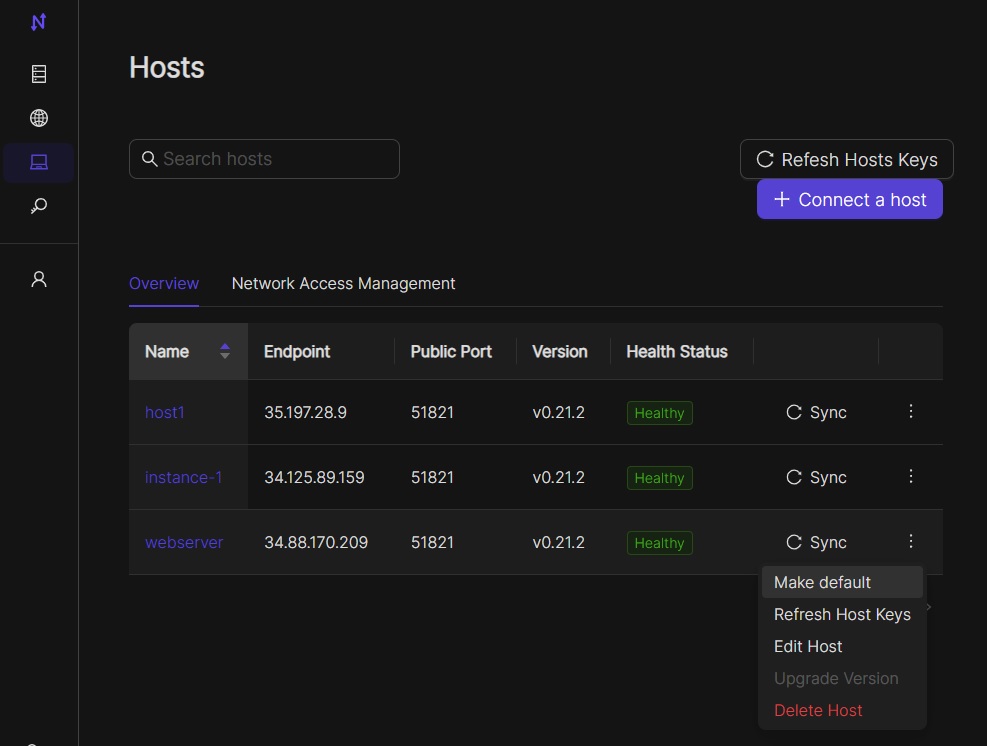 Hosts
Search hosts
Refesh Hosts Keys
+ Connect a host
Overview Network Access Management
Name Endpoint Public Port Version Health Status
host1 35.197.28.9 51821 v0.21.2 Healthy Sync
instance-1 34.125.89.159 51821 v0.21.2 Healthy Sync
webserver 34.88.170.209 51821 v0.21.2 Healthy Sync
Make default
Refresh Host Keys
Edit Host
Upgrade Version
Delete Host